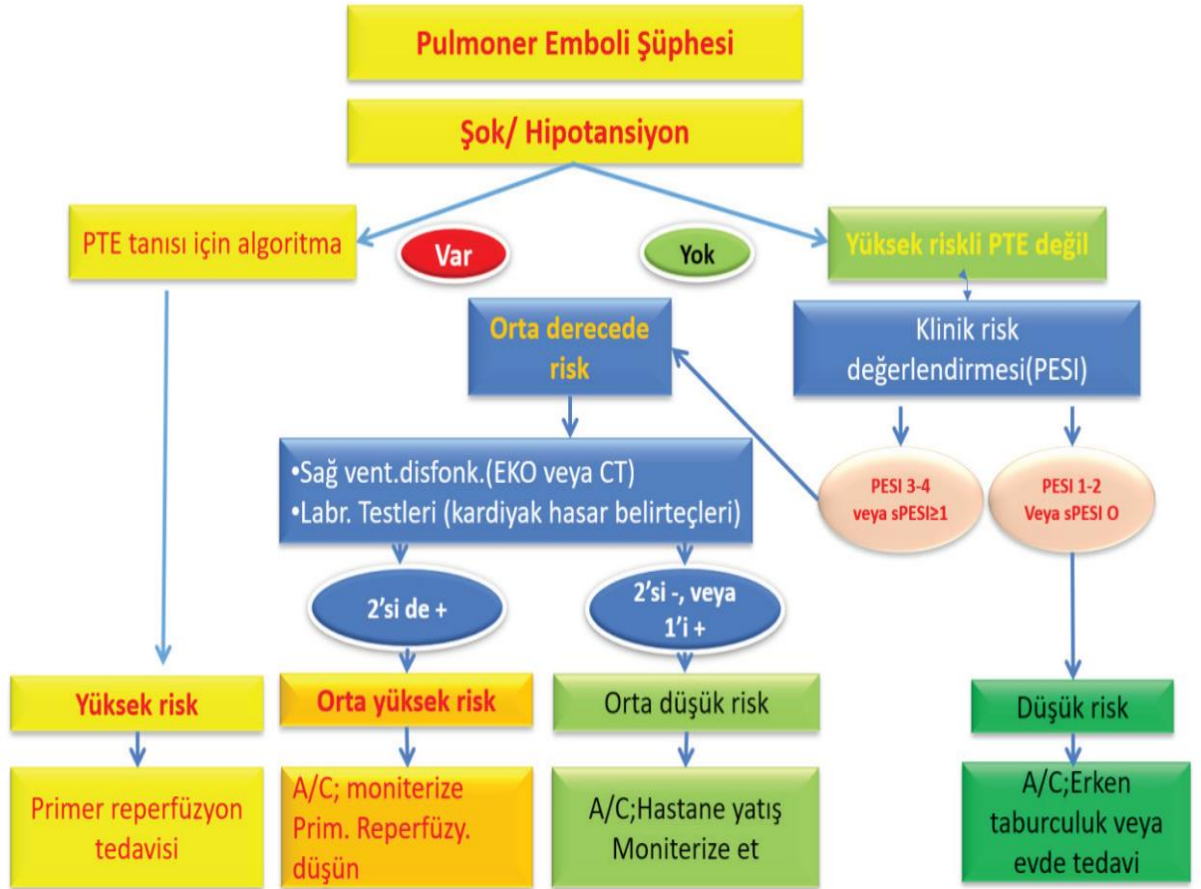 Pulmoner Emboli Şüphesi
Şok/ Hipotansiyon
PTE tanısı için algoritma
Var
Yok
Yüksek riskli PTE değil
Orta derecede
risk
Klinik risk
değerlendirmesi(PESI)
•Sağ vent.disfonk.(EKO veya CT)
•Labr. Testleri (kardiyak hasar belirteçleri)
PESI 3-4
veya sPESI≥1
PESI 1-2
Veya sPESI O
2'si de +
2'si -, veya
1'i +
Yüksek risk
Orta yüksek risk
Orta düşük risk
Düşük risk
Primer reperfüzyon
tedavisi
A/C; moniterize
Prim. Reperfüzy.
düşün
A/C;Hastane yatış
Moniterize et
A/C;Erken
taburculuk veya
evde tedavi